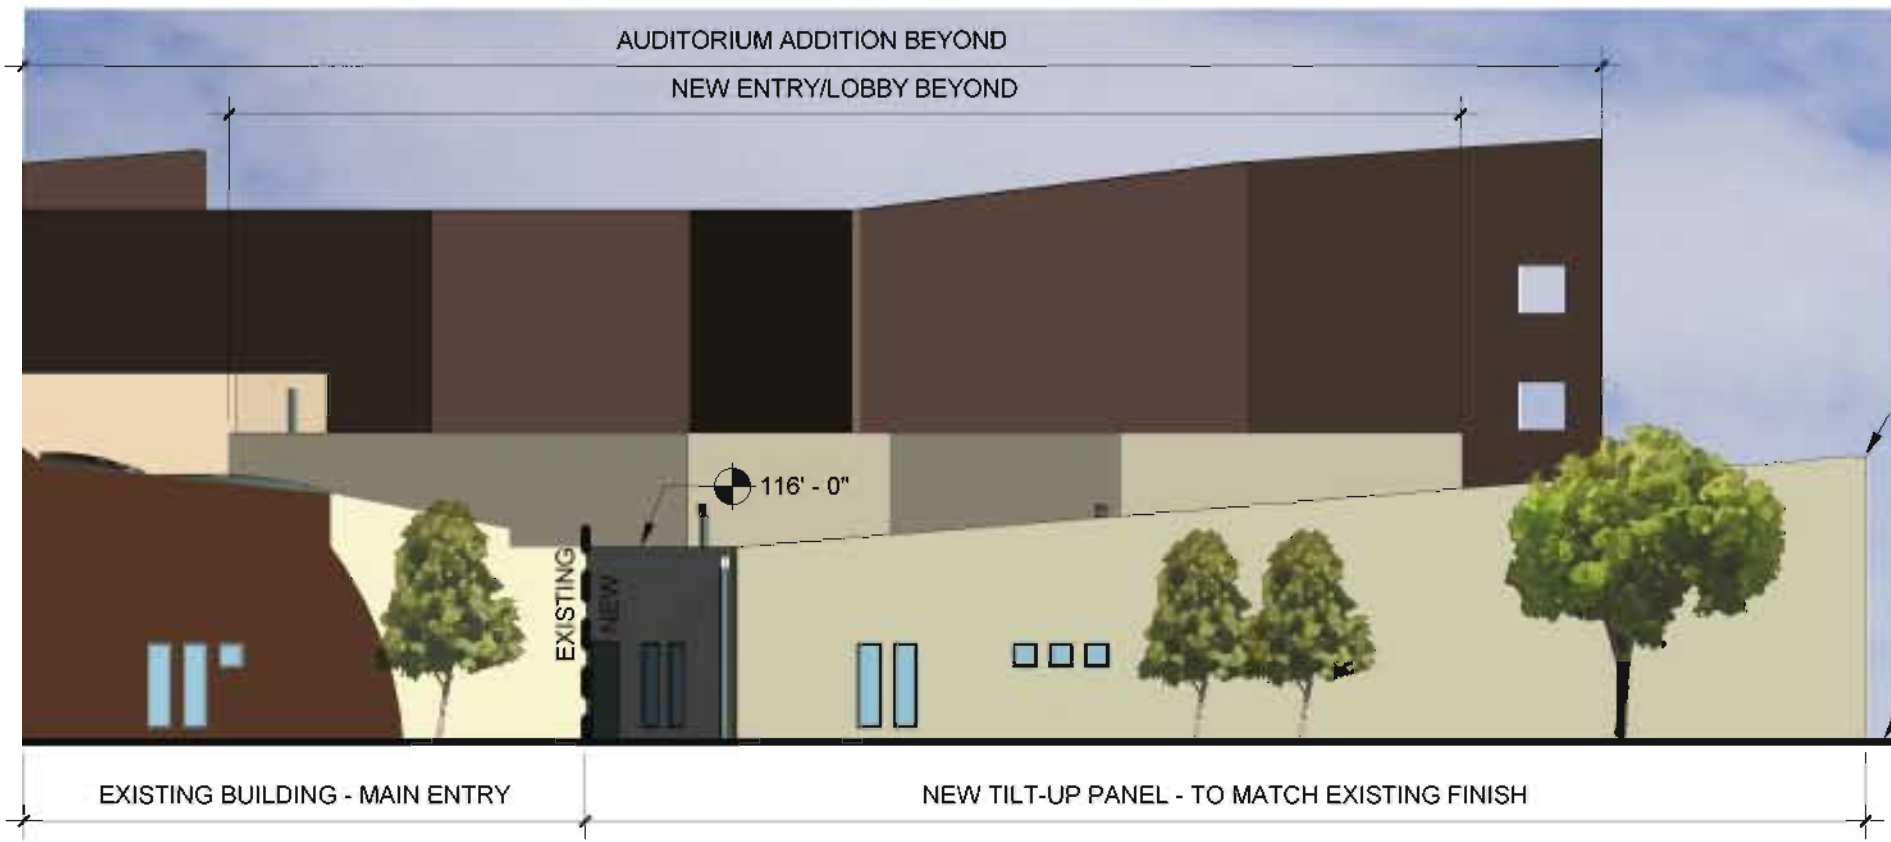 AUDITORIUM ADDITION BEYOND
NEW ENTRY/LOBBY BEYOND
116' - 0"
EXISTING
NEW
EXISTING BUILDING - MAIN ENTRY
NEW TILT-UP PANEL - TO MATCH EXISTING FINISH